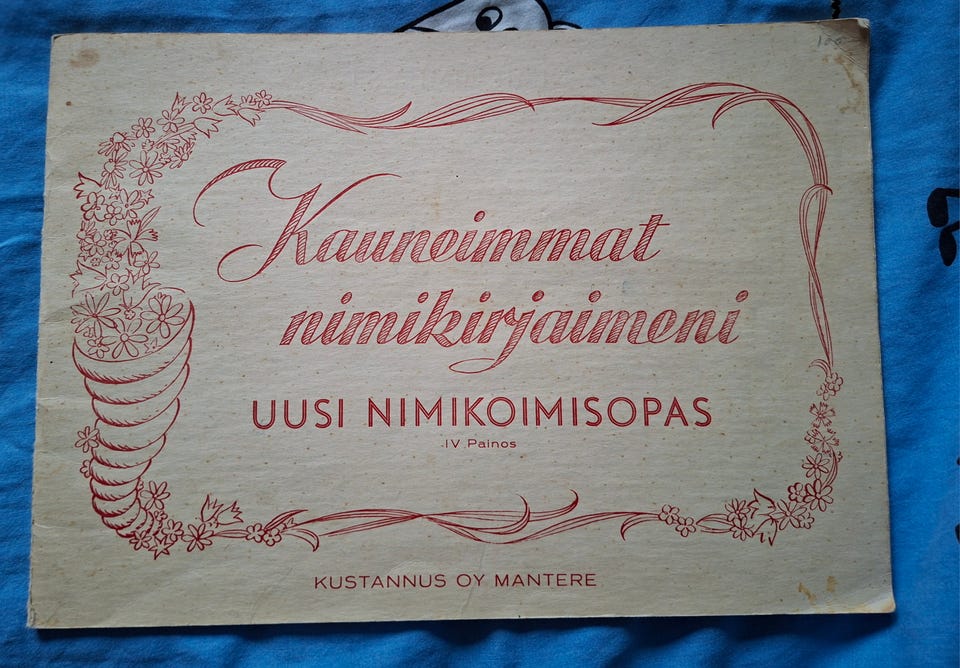 Kauneimmat
nimikirjaimeni
UUSI NIMIKOIMISOPAS
IV Painos
KUSTANNUS OY MANTERE